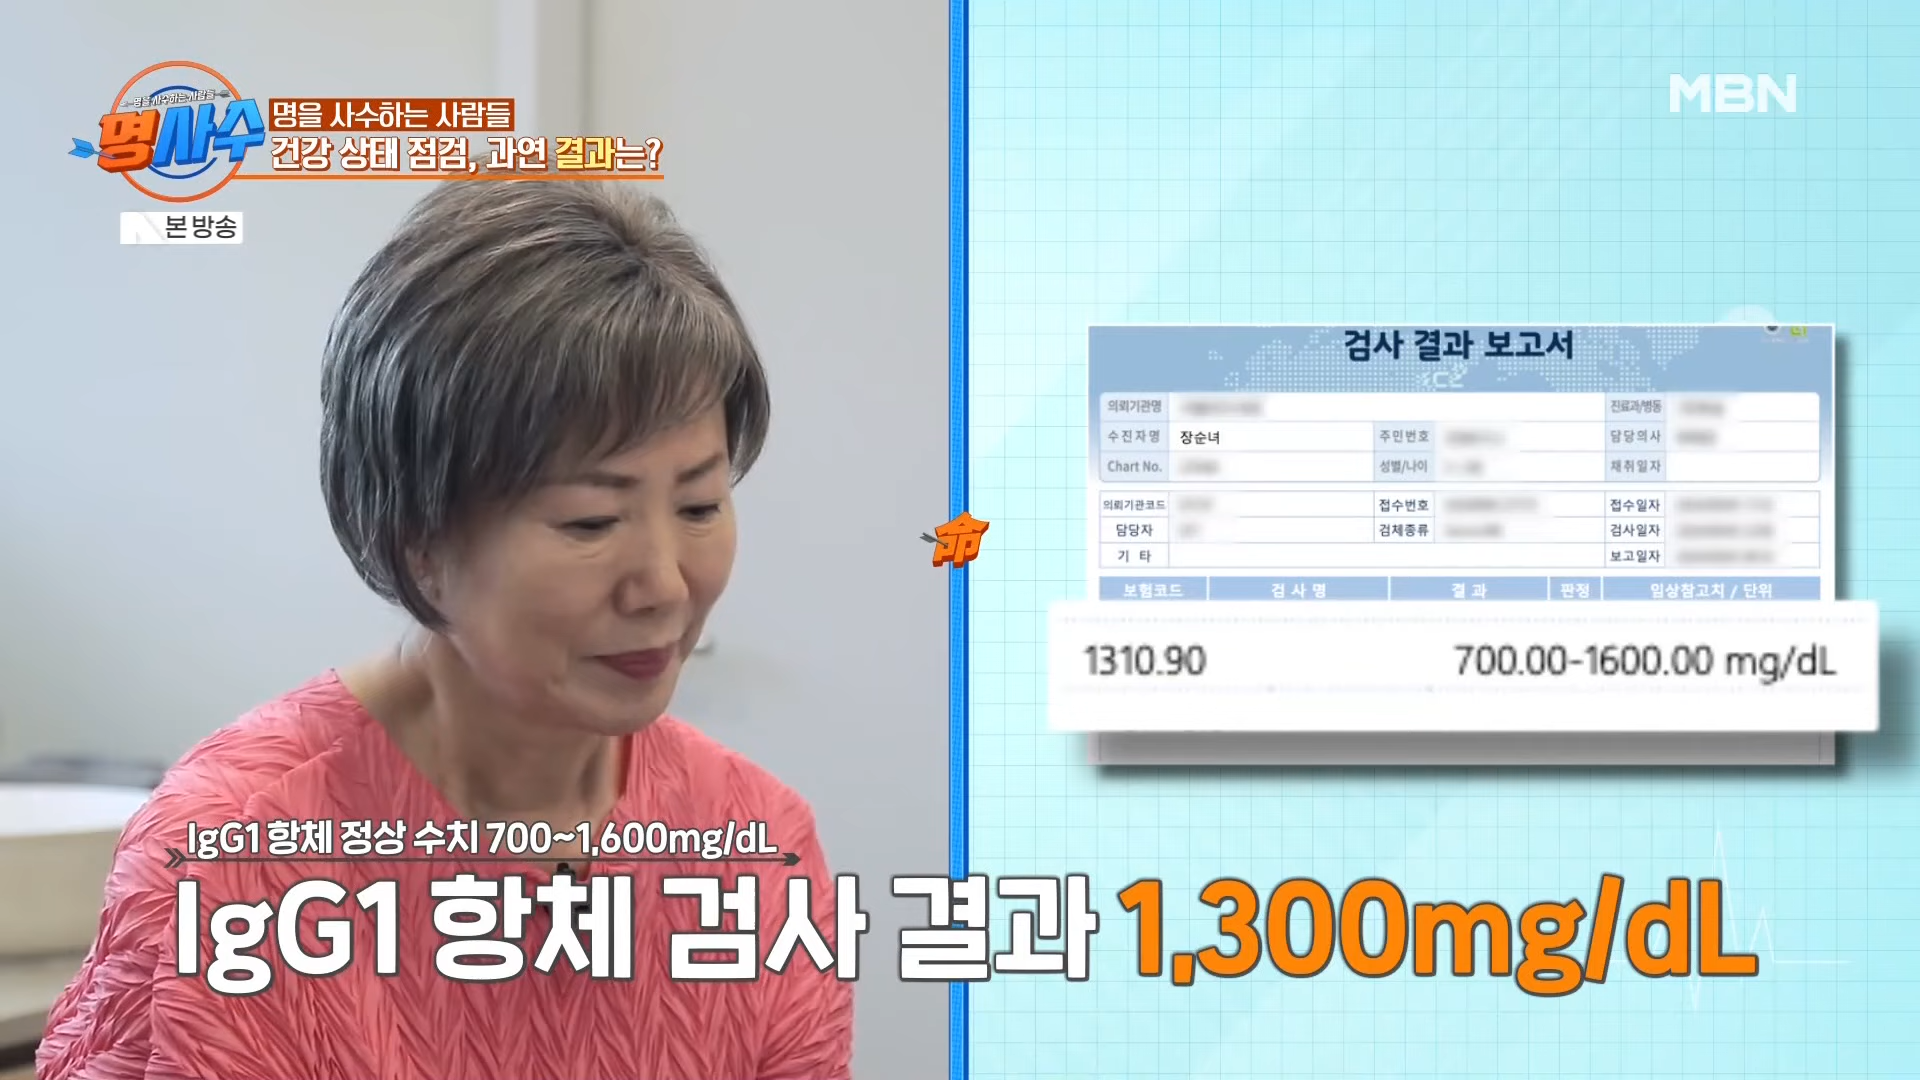 명을 사수하는 사람들
명사수
명을 사수하는 사람들
건강 상태 점검, 과연 결과는?
본 방송
MBN
命
검사 결과 보고서
의뢰기관명 진료과/병동
수진자명 장순녀 주민번호 담당의사
Chart No. 성별/나이 채취일자
의뢰기관코드 접수번호 접수일자
담당자 검체종류 검사일자
기 타 보고일자
보험코드 검사명 결과 판정 임상참고치 / 단위
1310.90 700.00-1600.00 mg/dL
IgG1 항체 정상 수치 700~1,600mg/dL
IgG1 항체 검사 결과 1,300mg/dL